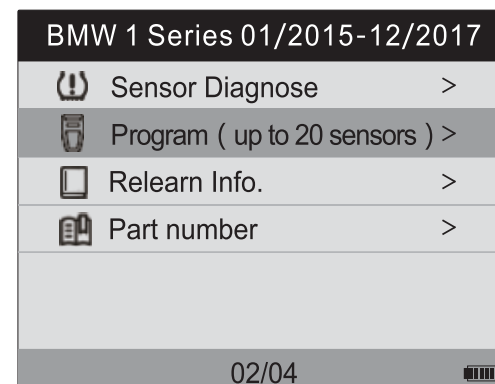 BMW 1 Series 01/2015-12/2017
Sensor Diagnose >
Program ( up to 20 sensors ) >
Relearn Info. >
Part number >
02/04